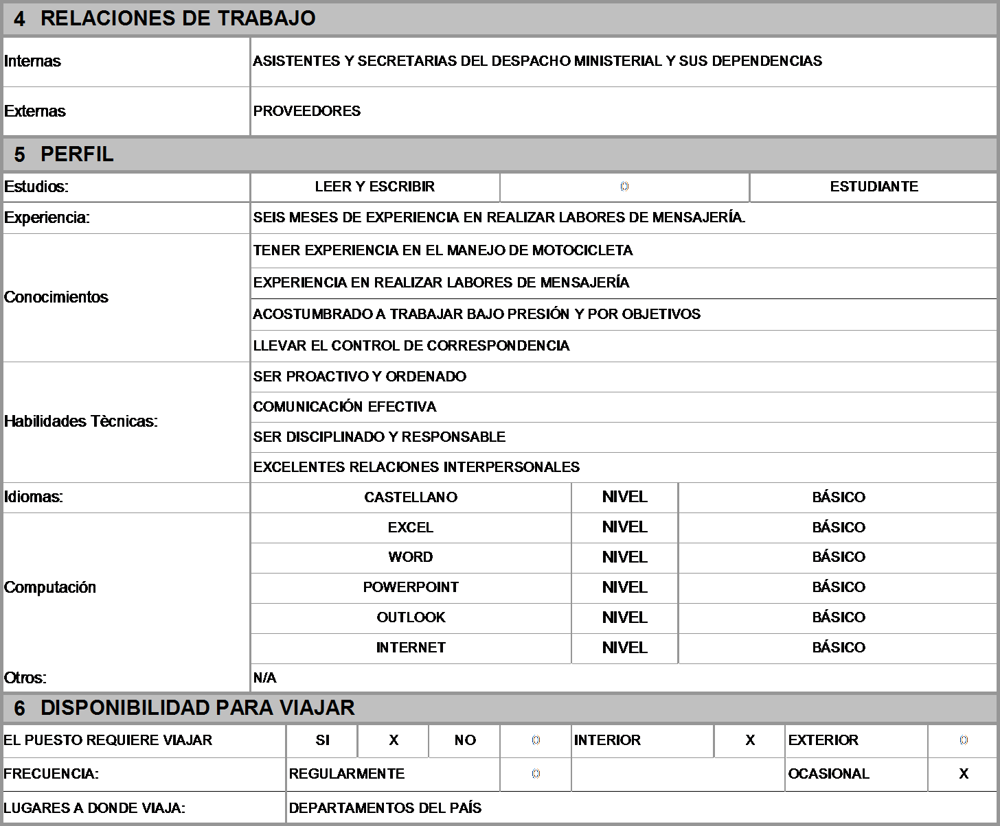 4 RELACIONES DE TRABAJO
Internas ASISTENTES Y SECRETARIAS DEL DESPACHO MINISTERIAL Y SUS DEPENDENCIAS
Externas PROVEEDORES
5 PERFIL
Estudios: LEER Y ESCRIBIR 0 ESTUDIANTE
Experiencia: SEIS MESES DE EXPERIENCIA EN REALIZAR LABORES DE MENSAJERÍA.
Conocimientos
TENER EXPERIENCIA EN EL MANEJO DE MOTOCICLETA
EXPERIENCIA EN REALIZAR LABORES DE MENSAJERÍA
ACOSTUMBRADO A TRABAJAR BAJO PRESIÓN Y POR OBJETIVOS
LLEVAR EL CONTROL DE CORRESPONDENCIA
Habilidades Tècnicas:
SER PROACTIVO Y ORDENADO
COMUNICACIÓN EFECTIVA
SER DISCIPLINADO Y RESPONSABLE
EXCELENTES RELACIONES INTERPERSONALES
Idiomas: CASTELLANO NIVEL BÁSICO
Computación
EXCEL NIVEL BÁSICO
WORD NIVEL BÁSICO
POWERPOINT NIVEL BÁSICO
OUTLOOK NIVEL BÁSICO
INTERNET NIVEL BÁSICO
Otros: N/A
6 DISPONIBILIDAD PARA VIAJAR
EL PUESTO REQUIERE VIAJAR SI X NO 0 INTERIOR X EXTERIOR 0
FRECUENCIA: REGULARMENTE 0 OCASIONAL X
LUGARES A DONDE VIAJA: DEPARTAMENTOS DEL PAÍS